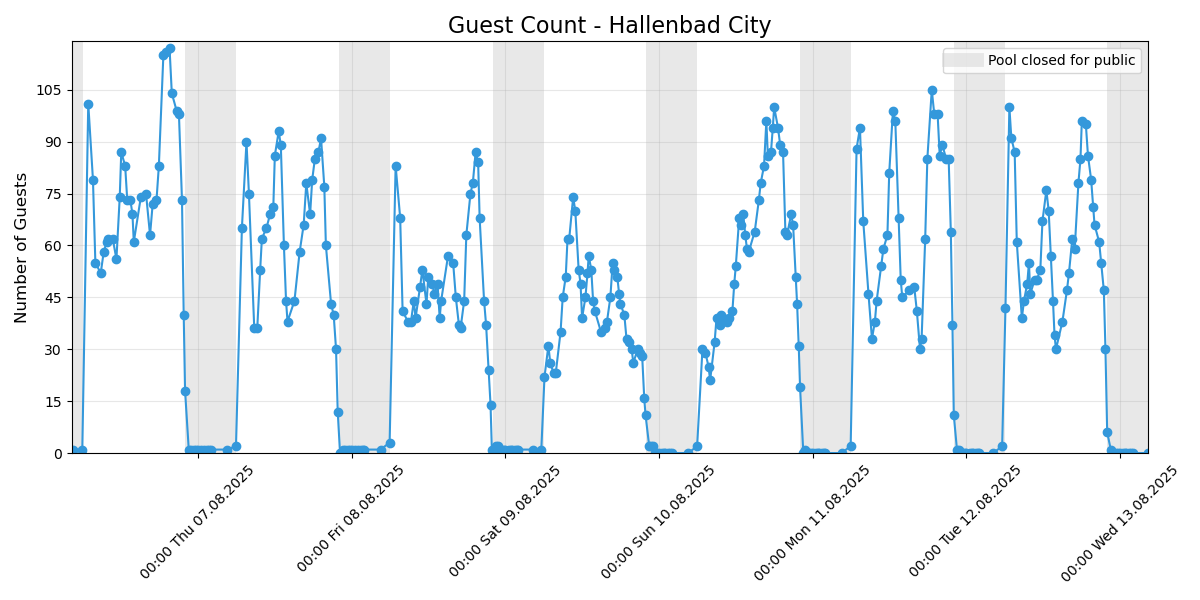 Guest Count - Hallenbad City
Pool closed for public
Number of Guests
105
90
75
60
45
30
15
0
00:00 Thu 07.08.2025
00:00 Fri 08.08.2025
00:00 Sat 09.08.2025
00:00 Sun 10.08.2025
00:00 Mon 11.08.2025
00:00 Tue 12.08.2025
00:00 Wed 13.08.2025